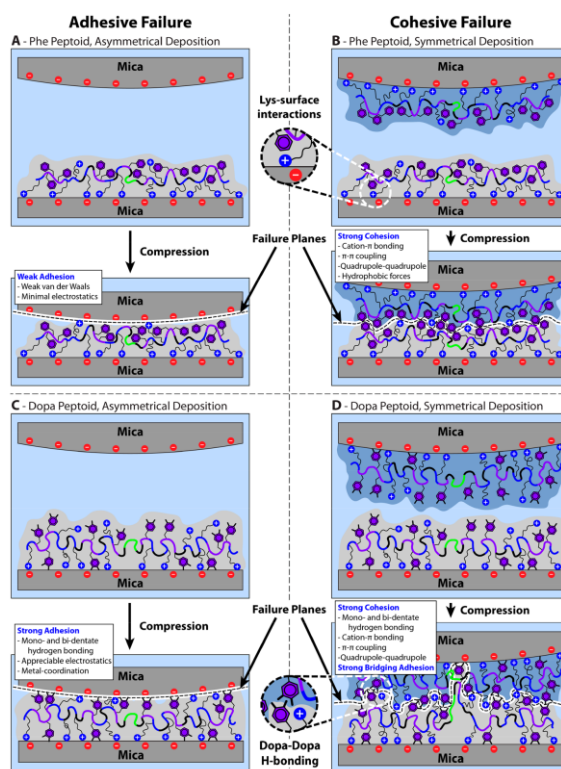 Adhesive Failure
Cohesive Failure
A - Phe Peptoid, Asymmetrical Deposition
B - Phe Peptoid, Symmetrical Deposition
Mica
Mica
Lys-surface
interactions
Mica
Mica
Compression
Failure Planes
Compression
Weak Adhesion
- Weak van der Waals
- Minimal electrostatics
Strong Cohesion
- Cation-π bonding
- π-π coupling
-Quadrupole-quadrupole
- Hydrophobic forces
Mica
Mica
Mica
Mica
C - Dopa Peptoid, Asymmetrical Deposition
D - Dopa Peptoid, Symmetrical Deposition
Mica
Mica
Mica
Mica
Compression
Failure Planes
Compression
Strong Adhesion
- Mono- and bi-dentate
hydrogen bonding
- Appreciable electrostatics
- Metal-coordination
Strong Cohesion
- Mono- and bi-dentate
hydrogen bonding
- Cation-π bonding
- π-π coupling
-Quadrupole-quadrupole
Strong Bridging Adhesion
Mica
Mica
Dopa-Dopa
H-bonding
Mica
Mica